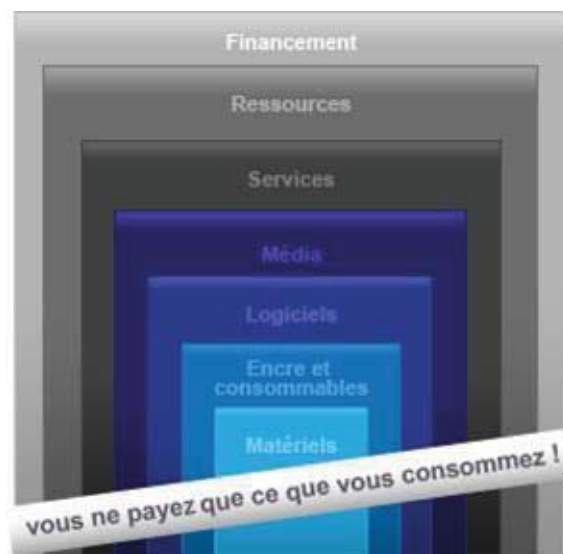 Financement
Ressources
Services
Média
Logiciels
Encre et
consommables
Matériels
vous ne payez que ce que vous consommez !